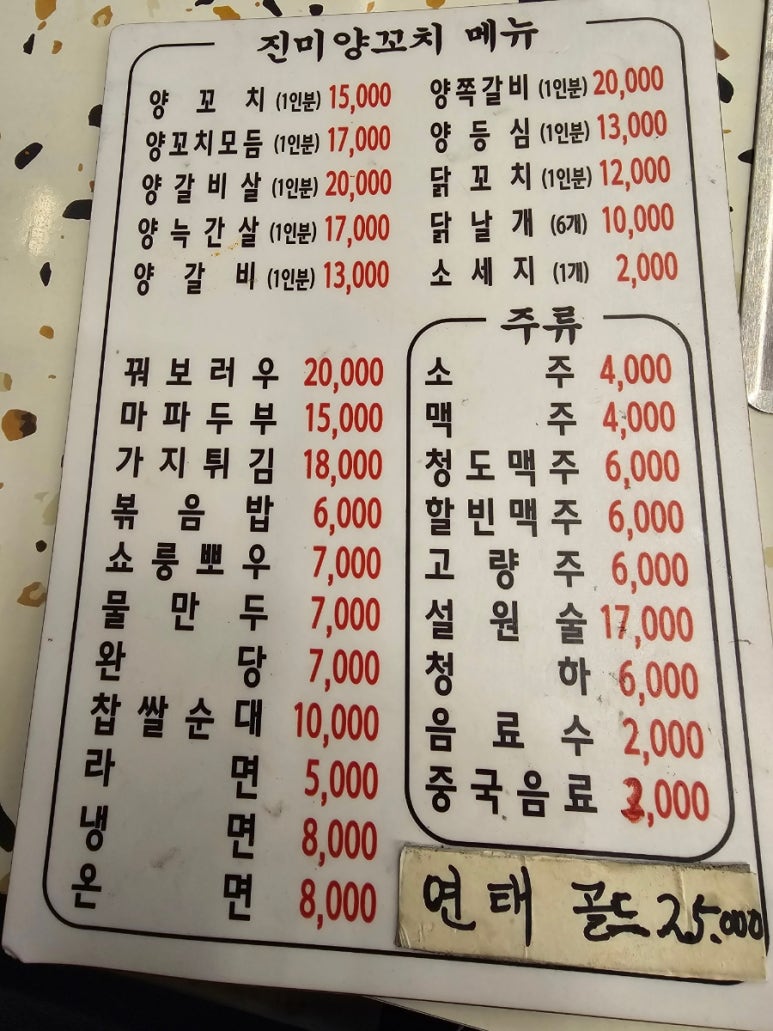 진미양꼬치 메뉴
양꼬치 (1인분) 15,000
양꼬치모듬 (1인분) 17,000
양갈비살 (1인분) 20,000
양늑간살 (1인분) 17,000
양갈비 (1인분) 13,000
양쪽갈비 (1인분) 20,000
양등심 (1인분) 13,000
닭꼬치 (1인분) 12,000
닭날개 (6개) 10,000
소세지 (1개) 2,000
꿔보러우 20,000
마파두부 15,000
가지튀김 18,000
볶음밥 6,000
쇼룽뽀우 7,000
물만두 7,000
완당 7,000
찹쌀순대 10,000
라면 5,000
냉면 8,000
온면 8,000
주류
소주 4,000
맥주 4,000
청도맥주 6,000
할빈맥주 6,000
고량주 6,000
설원술 17,000
청하 6,000
음료수 2,000
중국음료 ,000
연태 골드 25.000